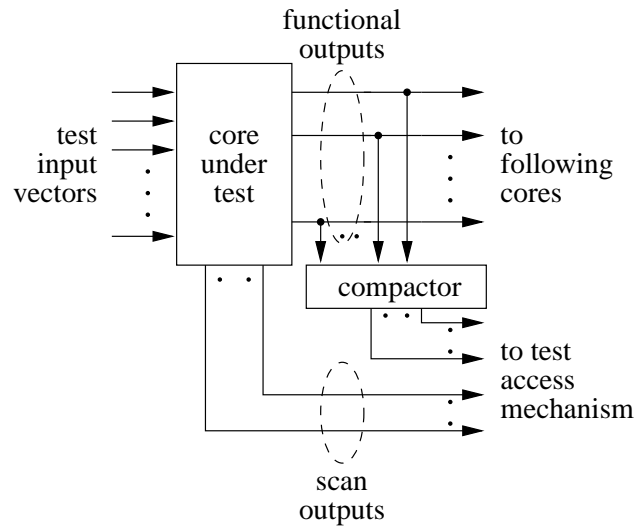 functional
outputs
test
input
vectors
core
under
test
to
following
cores
compactor
to test
access
mechanism
scan
outputs